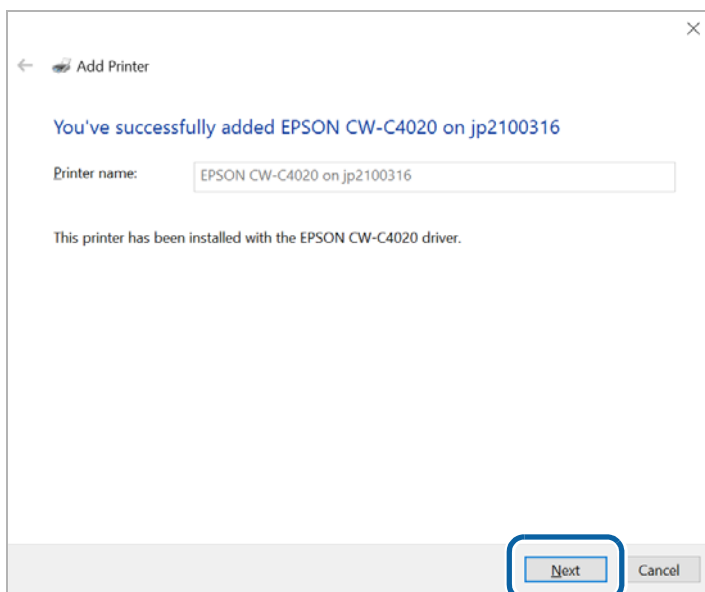 Add Printer
You've successfully added EPSON CW-C4020 on jp2100316
Printer name: EPSON CW-C4020 on jp2100316
This printer has been installed with the EPSON CW-C4020 driver.
Next Cancel